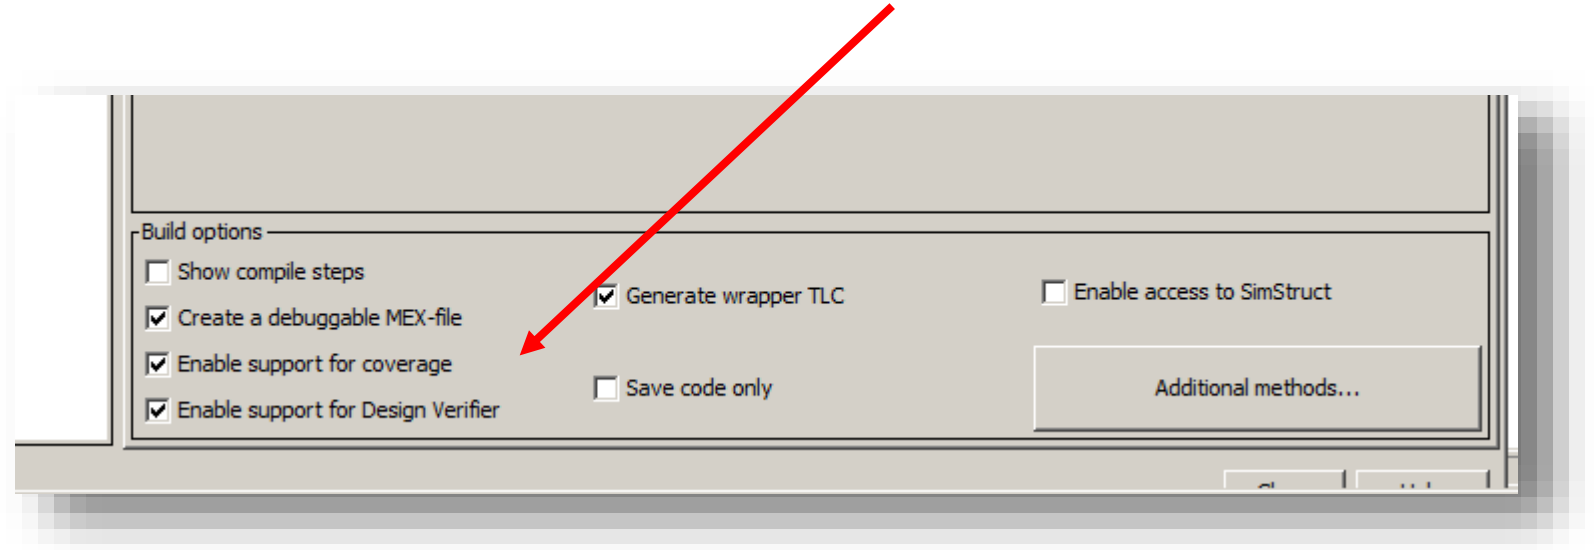 Build options
Show compile steps
Create a debuggable MEX-file
Enable support for coverage
Enable support for Design Verifier
Generate wrapper TLC
Save code only
Enable access to SimStruct
Additional methods...